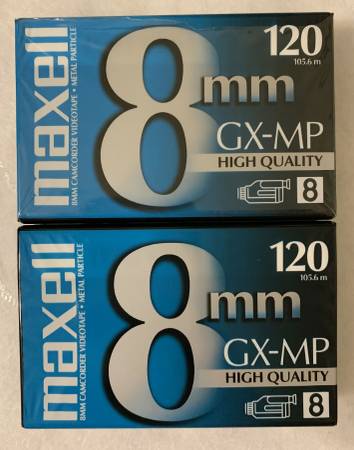 maxell
8MM CAMCORDER VIDEOTAPE • METAL PARTICLE
8mm
120
105.6 m
GX-MP
HIGH QUALITY
8
maxell
8MM CAMCORDER VIDEOTAPE • METAL PARTICLE
8mm
120
105.6 m
GX-MP
HIGH QUALITY
8